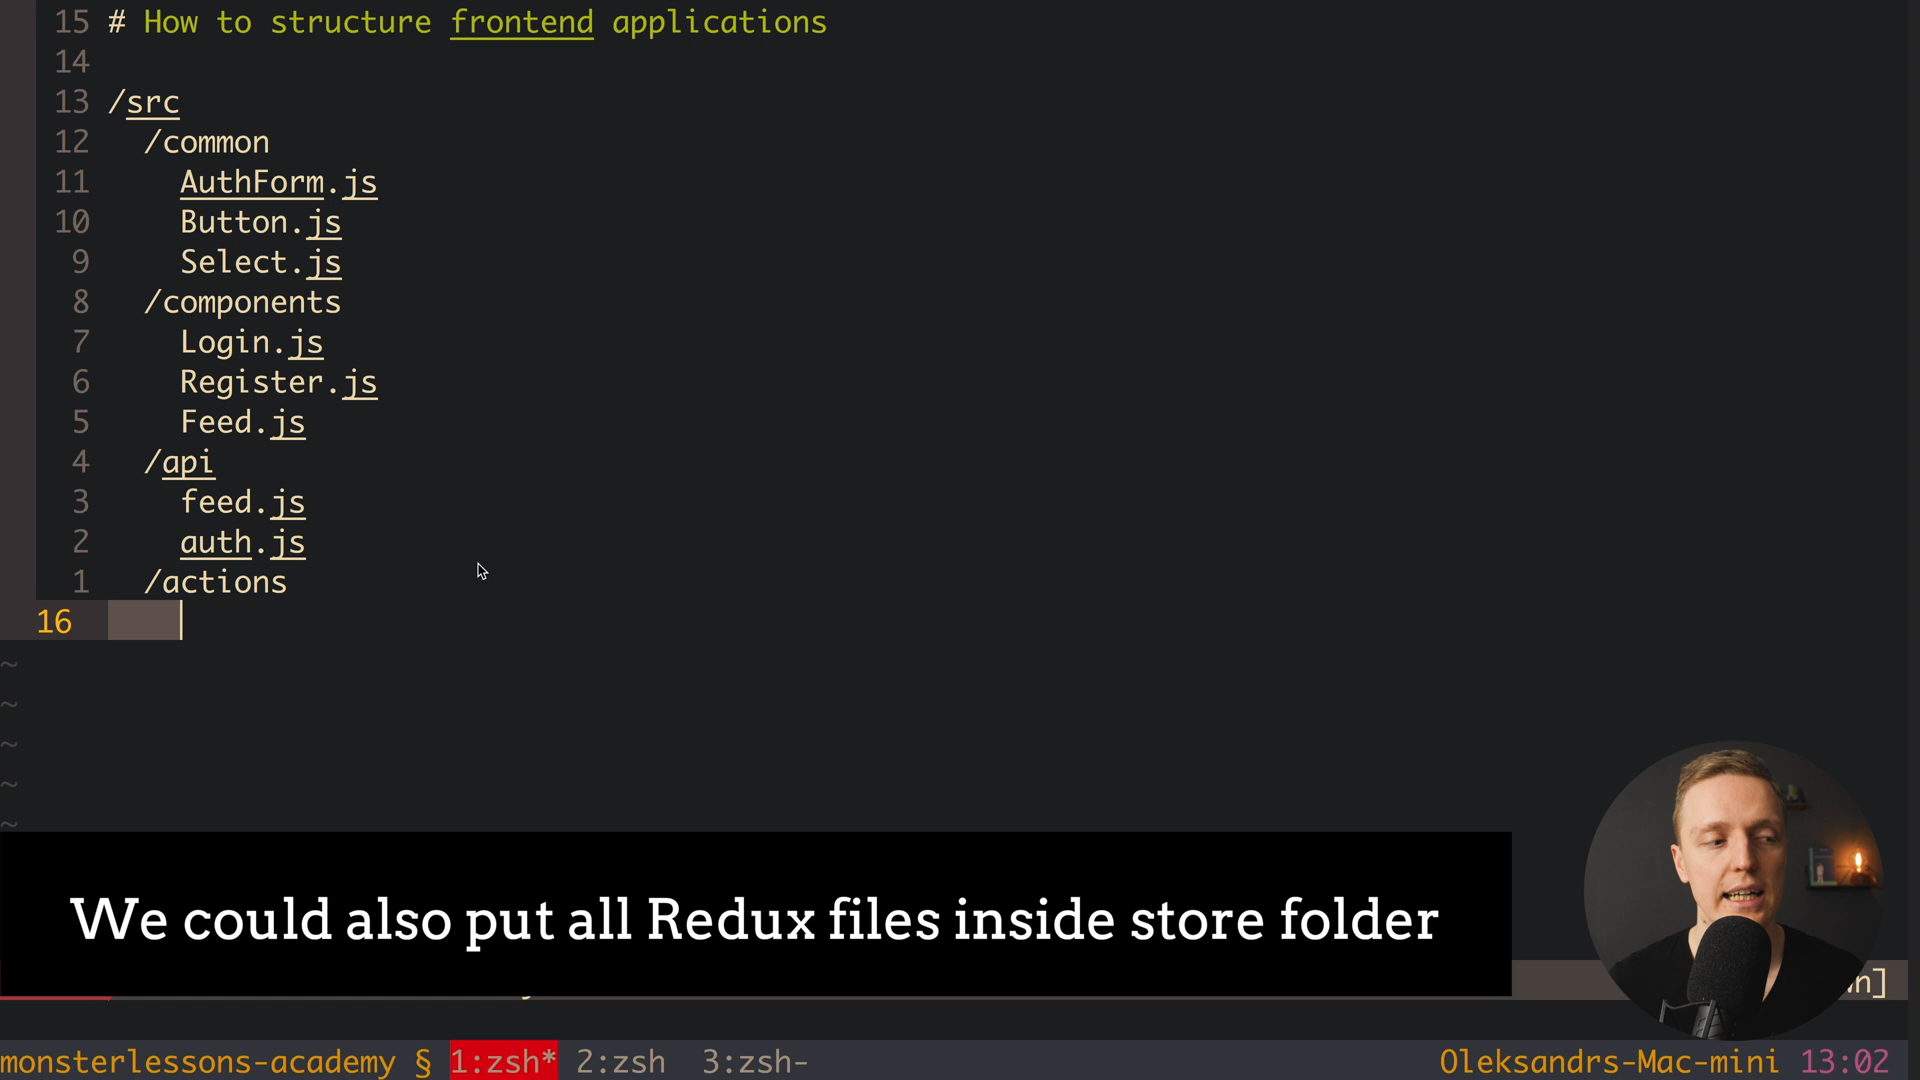 15 # How to structure frontend applications
14
13 /src
12 /common
11 AuthForm.js
10 Button.js
9 Select.js
8 /components
7 Login.js
6 Register.js
5 Feed.js
4 /api
3 feed.js
2 auth.js
1 /actions
16
~
~
~
~
~
We could also put all Redux files inside store folder
monsterlessons-academy § 1:zsh* 2:zsh 3:zsh- Oleksandrs-Mac-mini 13:02